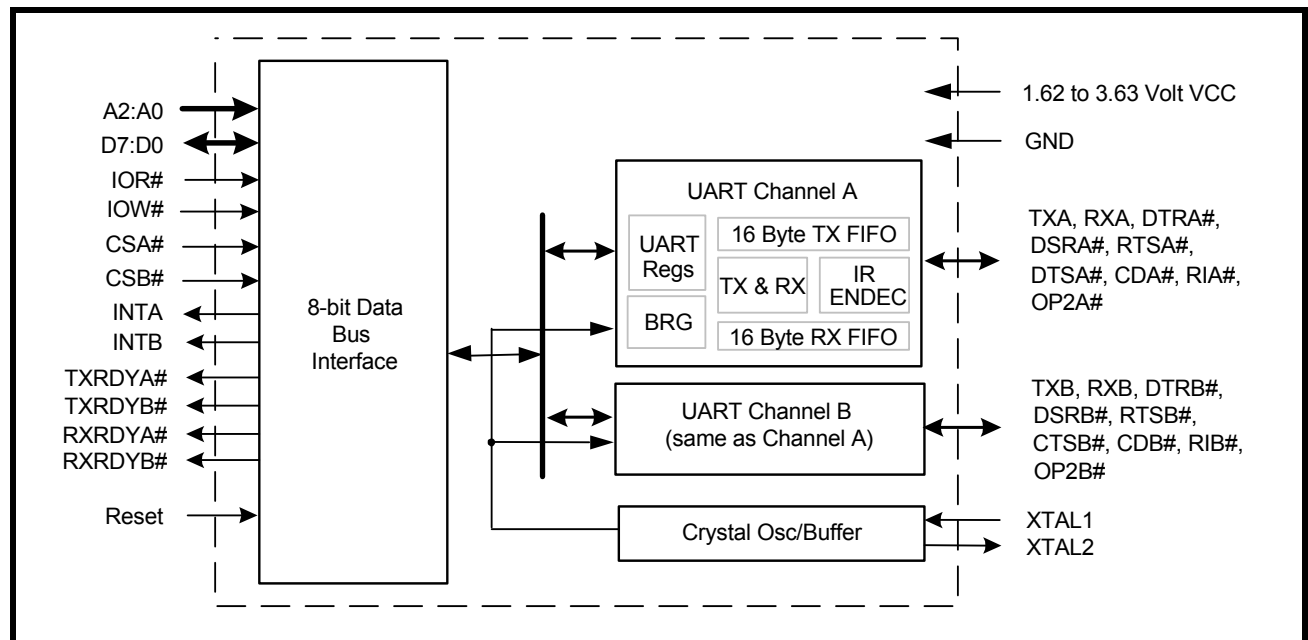 A2:A0
D7:D0
IOR#
IOW#
CSA#
CSB#
INTA
INTB
TXRDYA#
TXRDYB#
RXRDYA#
RXRDYB#
Reset
8-bit Data
Bus
Interface
UART Channel A
UART
Regs
BRG
16 Byte TX FIFO
TX & RX
IR
ENDEC
16 Byte RX FIFO
UART Channel B
(same as Channel A)
Crystal Osc/Buffer
1.62 to 3.63 Volt VCC
GND
TXA, RXA, DTRA#,
DSRA#, RTSA#,
DTSA#, CDA#, RIA#,
OP2A#
TXB, RXB, DTRB#,
DSRB#, RTSB#,
CTSB#, CDB#, RIB#,
OP2B#
XTAL1
XTAL2